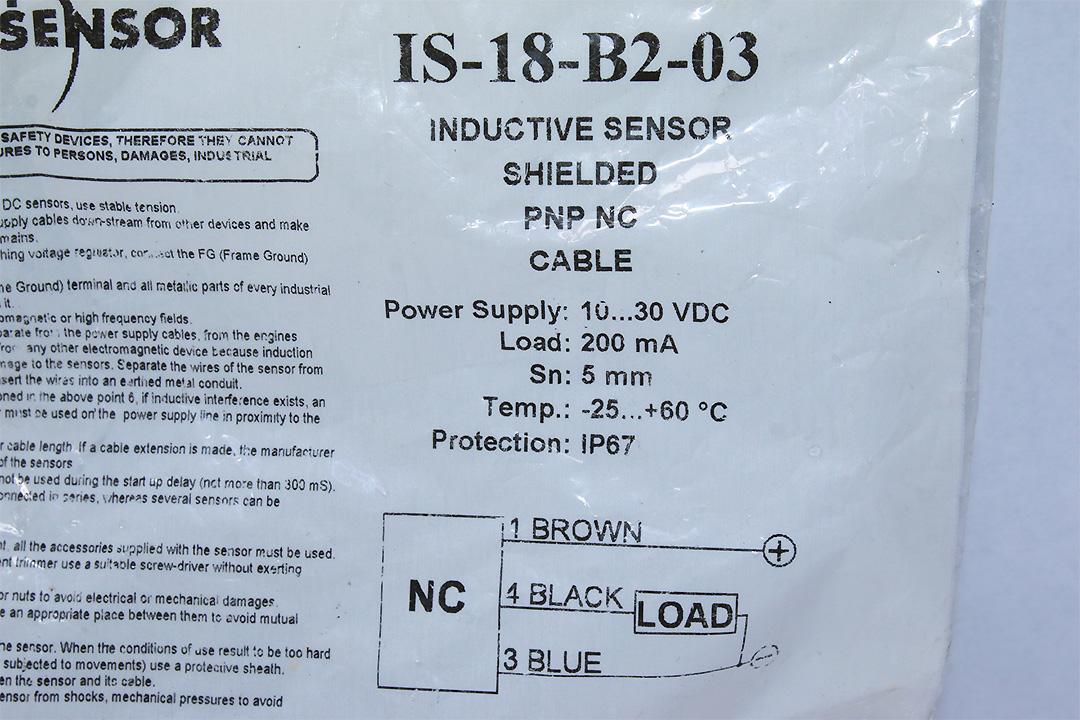 SENSOR
SAFETY DEVICES, THEREFORE THEY CANNOT
URES TO PERSONS, DAMAGES, INDUSTRIAL
DC sensors, use stable tension.
upply cables down-stream from other devices and make
mains.
hing voltage regulator, connect the FG (Frame Ground)
ne Ground) terminal and all metallic parts of every industrial
it.
omagnetic or high frequency fields.
parate from the power supply cables, from the engines
from any other electromagnetic device because induction
mage to the sensors. Separate the wires of the sensor from
sert the wires into an earthed metal conduit.
oned in the above point 6, if inductive interference exists, an
must be used on the power supply line in proximity to the
r cable length. If a cable extension is made, the manufacturer
of the sensors
not be used during the start up delay (not more than 300 mS).
onnected in series, whereas several sensors can be
nt, all the accessories supplied with the sensor must be used.
ent trimmer use a suitable screw-driver without exerting
or nuts to avoid electrical or mechanical damages.
e an appropriate place between them to avoid mutual
he sensor. When the conditions of use result to be too hard
subjected to movements) use a protective sheath.
en the sensor and its cable.
ensor from shocks, mechanical pressures to avoid
IS-18-B2-03
INDUCTIVE SENSOR
SHIELDED
PNP NC
CABLE
Power Supply: 10...30 VDC
Load: 200 mA
Sn: 5 mm
Temp.: -25...+60 °C
Protection: IP67
1 BROWN
+
NC
4 BLACK
LOAD
3 BLUE
−